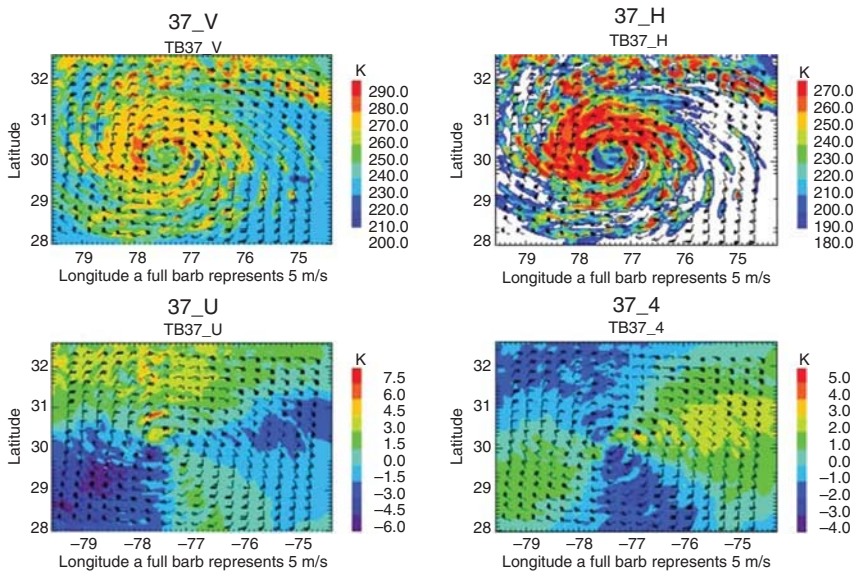 37_V
TB37_V
K
290.0
280.0
270.0
260.0
250.0
240.0
230.0
220.0
210.0
200.0
Latitude
32
31
30
29
28
79 78 77 76 75
Longitude a full barb represents 5 m/s
37_H
TB37_H
K
270.0
260.0
240.0
230.0
220.0
210.0
200.0
190.0
180.0
Latitude
32
31
30
29
28
79 78 77 76 75
Longitude a full barb represents 5 m/s
37_U
TB37_U
K
7.5
6.0
4.5
3.0
1.5
0.0
−1.5
−3.0
−4.5
−6.0
Latitude
32
31
30
29
28
−79 −78 −77 −76 −75
Longitude a full barb represents 5 m/s
37_4
TB37_4
K
5.0
4.0
3.0
2.0
1.0
0.0
−1.0
−2.0
−3.0
−4.0
Latitude
32
31
30
29
28
−79 −78 −77 −76 −75
Longitude a full barb represents 5 m/s